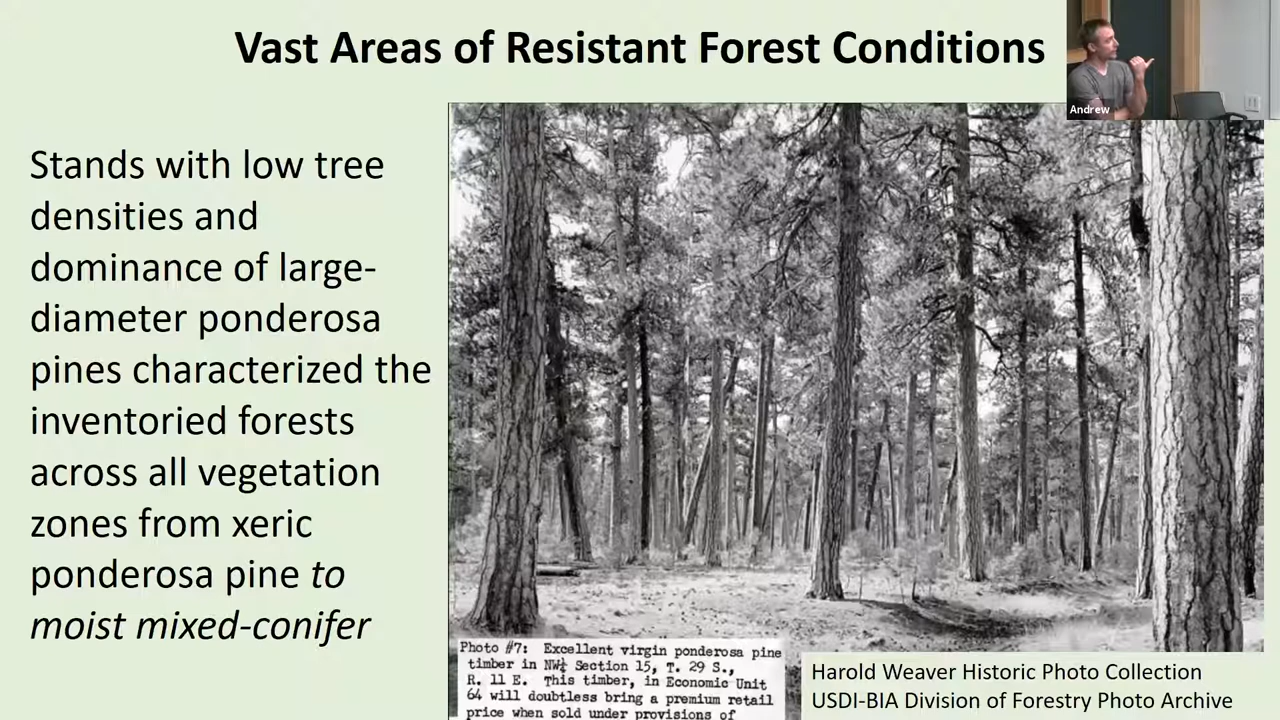 Vast Areas of Resistant Forest Conditions
Andrew
Stands with low tree
densities and
dominance of large-
diameter ponderosa
pines characterized the
inventoried forests
across all vegetation
zones from xeric
ponderosa pine to
moist mixed-conifer
Photo #7: Excellent virgin ponderosa pine
timber in NW¼ Section 15, T. 29 S.,
R. 11 E. This timber, in Economic Unit
64 will doubtless bring a premium retail
price when sold under provisions of
Harold Weaver Historic Photo Collection
USDI-BIA Division of Forestry Photo Archive